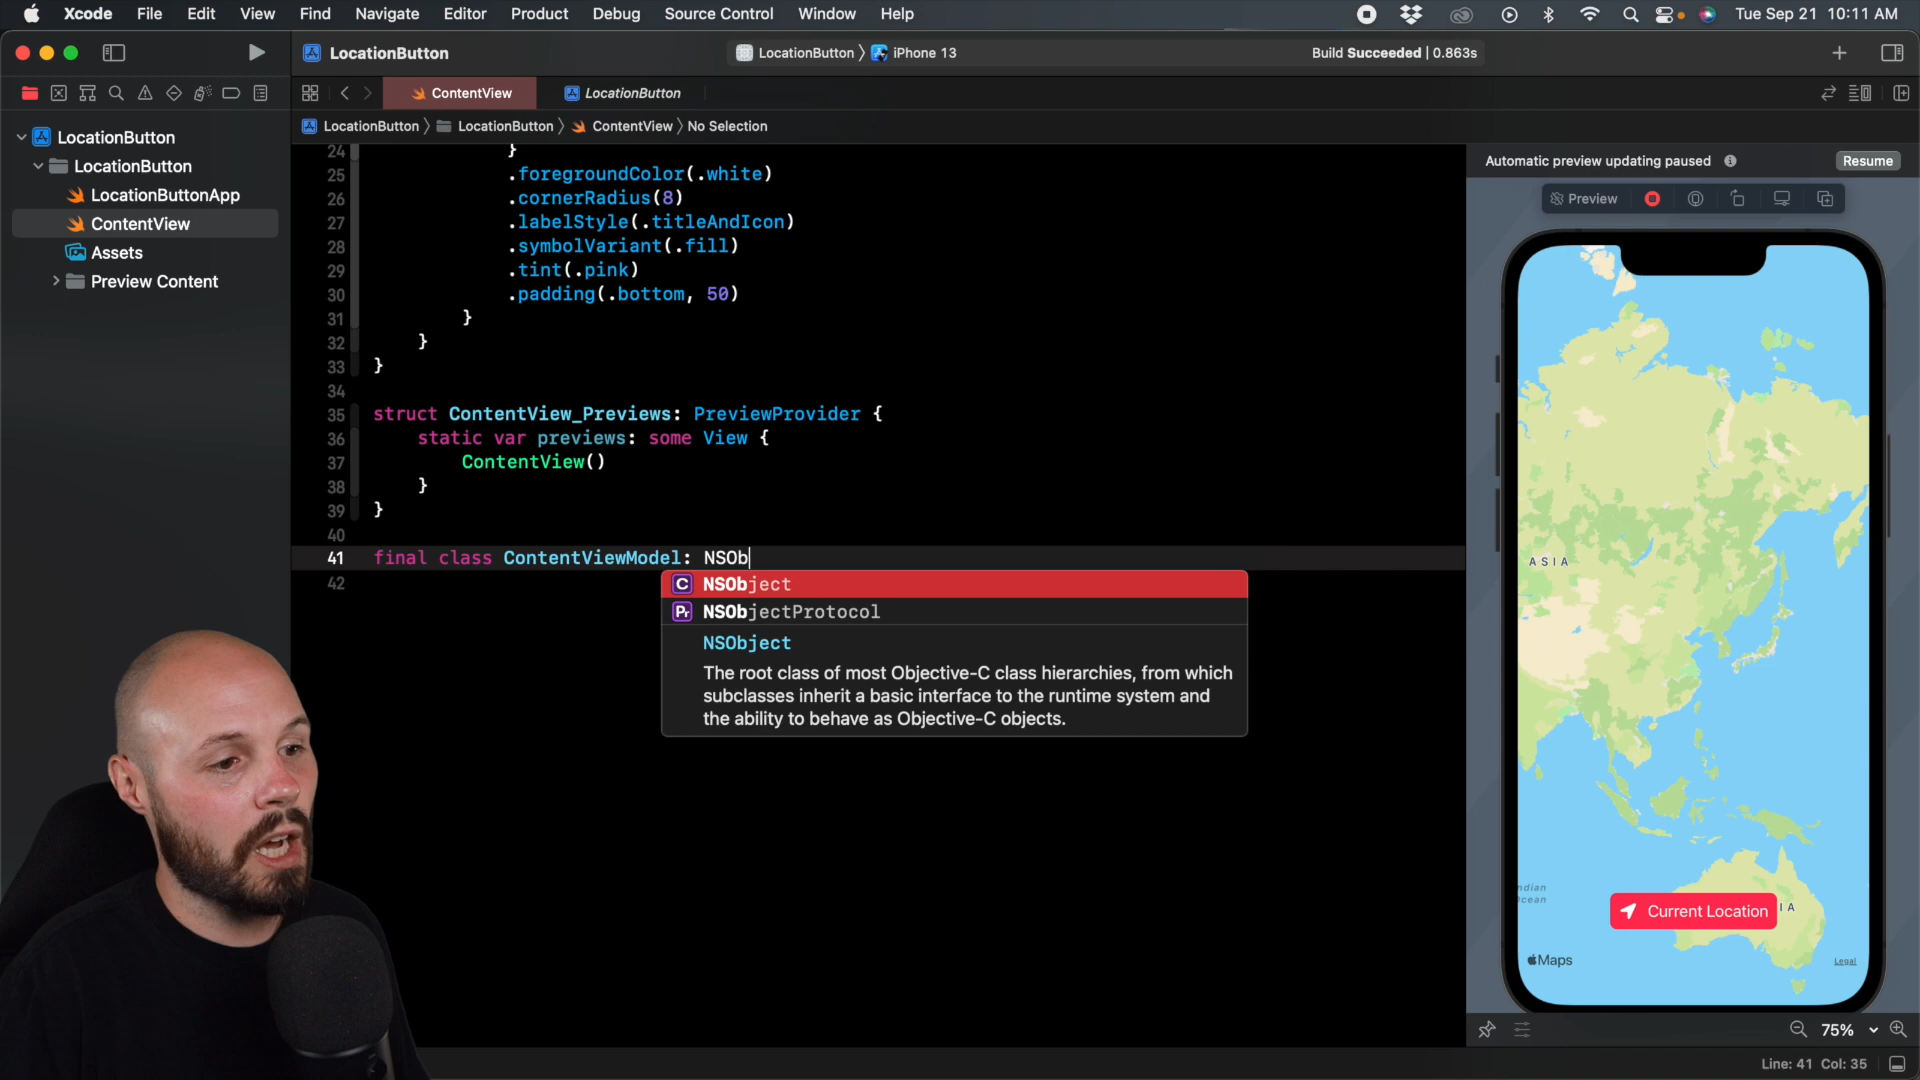 Xcode File Edit View Find Navigate Editor Product Debug Source Control Window Help Tue Sep 21 10:11 AM
LocationButton LocationButton iPhone 13 Build Succeeded | 0.863s
ContentView LocationButton
LocationButton LocationButton ContentView No Selection
LocationButton
LocationButton
LocationButtonApp
ContentView
Assets
Preview Content
24 }
25 .foregroundColor(.white)
26 .cornerRadius(8)
27 .labelStyle(.titleAndIcon)
28 .symbolVariant(.fill)
29 .tint(.pink)
30 .padding(.bottom, 50)
31 }
32 }
33 }
34
35 struct ContentView_Previews: PreviewProvider {
36 static var previews: some View {
37 ContentView()
38 }
39 }
40
41 final class ContentViewModel: NSOb
42
C NSObject
Pr NSObjectProtocol
NSObject
The root class of most Objective-C class hierarchies, from which
subclasses inherit a basic interface to the runtime system and
the ability to behave as Objective-C objects.
Automatic preview updating paused Resume
Preview
ASIA
ndian
cean
Current Location
IA
Maps
Legal
75%
Line: 41 Col: 35